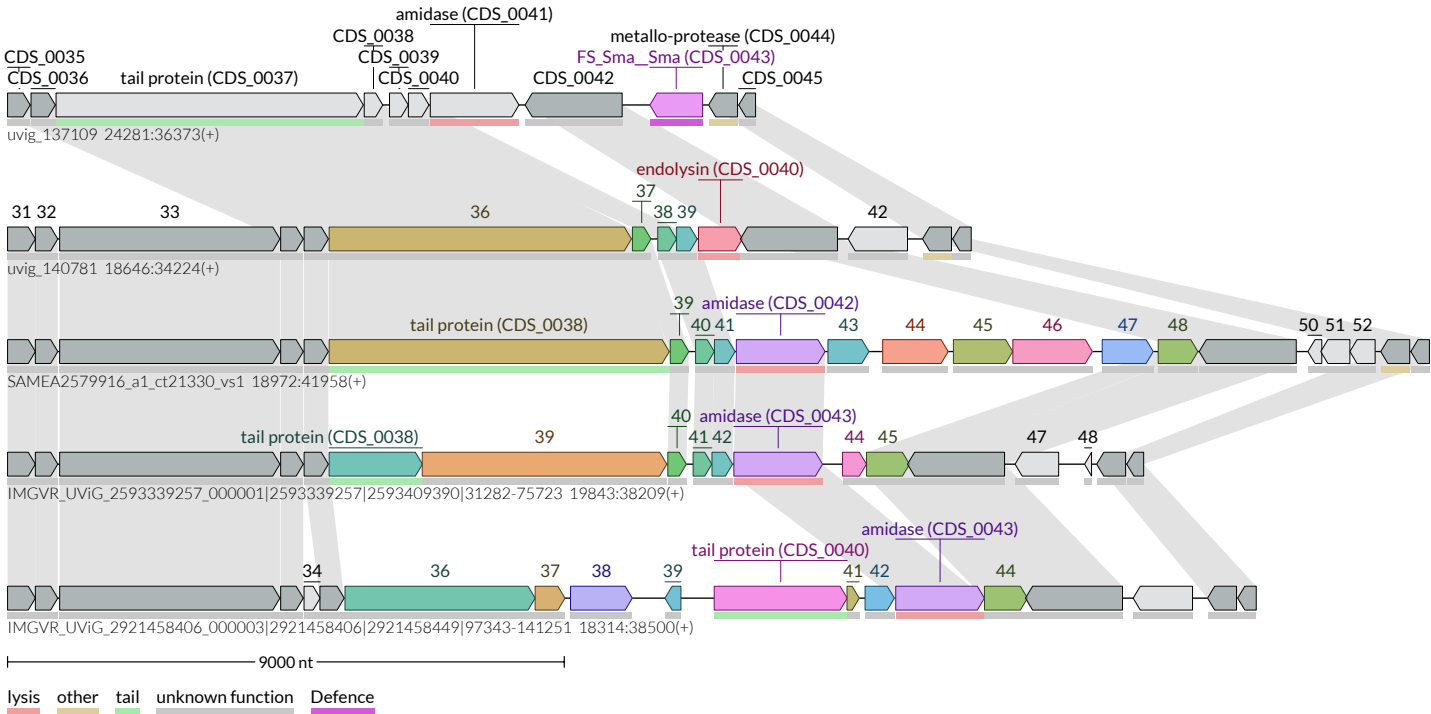 amidase (CDS_0041)
CDS_0038 metallo-protease (CDS_0044)
CDS_0035 CDS_0039 FS_Sma__Sma (CDS_0043)
CDS_0036 tail protein (CDS_0037) CDS_0040 CDS_0042 CDS_0045
uvig_137109 24281:36373(+)
endolysin (CDS_0040)
37
31 32 33 36 38 39 42
uvig_140781 18646:34224(+)
39 amidase (CDS_0042)
tail protein (CDS_0038) 40 41 43 44 45 46 47 48 50 51 52
SAMEA2579916_a1_ct21330_vs1 18972:41958(+)
40 amidase (CDS_0043)
tail protein (CDS_0038) 39 41 42 44 45 47 48
IMGVR_UViG_2593339257_000001|2593339257|2593409390|31282-75723 19843:38209(+)
amidase (CDS_0043)
tail protein (CDS_0040)
34 36 37 38 39 41 42 44
IMGVR_UViG_2921458406_000003|2921458406|2921458449|97343-141251 18314:38500(+)
9000 nt
lysis other tail unknown function Defence